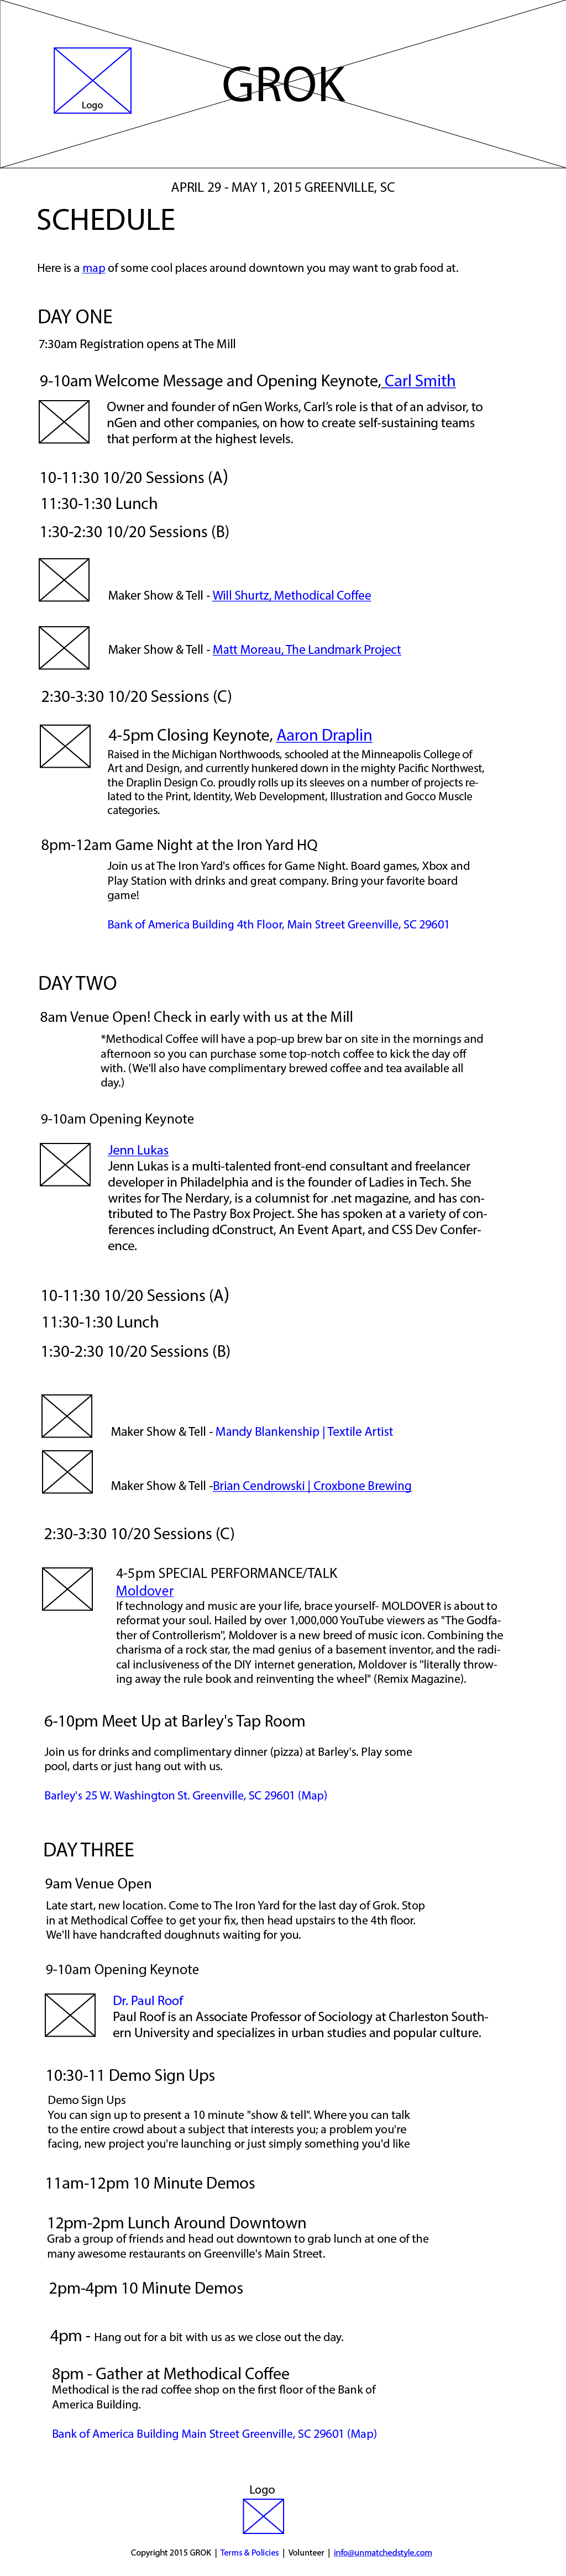 GROK
Logo
APRIL 29 - MAY 1, 2015 GREENVILLE, SC
SCHEDULE
Here is a map of some cool places around downtown you may want to grab food at.
DAY ONE
7:30am Registration opens at The Mill
9-10am Welcome Message and Opening Keynote, Carl Smith
Owner and founder of nGen Works, Carl’s role is that of an advisor, to
nGen and other companies, on how to create self-sustaining teams
that perform at the highest levels.
10-11:30 10/20 Sessions (A)
11:30-1:30 Lunch
1:30-2:30 10/20 Sessions (B)
Maker Show & Tell - Will Shurtz, Methodical Coffee
Maker Show & Tell - Matt Moreau, The Landmark Project
2:30-3:30 10/20 Sessions (C)
4-5pm Closing Keynote, Aaron Draplin
Raised in the Michigan Northwoods, schooled at the Minneapolis College of
Art and Design, and currently hunkered down in the mighty Pacific Northwest,
the Draplin Design Co. proudly rolls up its sleeves on a number of projects re-
lated to the Print, Identity, Web Development, Illustration and Gocco Muscle
categories.
8pm-12am Game Night at the Iron Yard HQ
Join us at The Iron Yard's offices for Game Night. Board games, Xbox and
Play Station with drinks and great company. Bring your favorite board
game!
Bank of America Building 4th Floor, Main Street Greenville, SC 29601
DAY TWO
8am Venue Open! Check in early with us at the Mill
*Methodical Coffee will have a pop-up brew bar on site in the mornings and
afternoon so you can purchase some top-notch coffee to kick the day off
with. (We'll also have complimentary brewed coffee and tea available all
day.)
9-10am Opening Keynote
Jenn Lukas
Jenn Lukas is a multi-talented front-end consultant and freelancer
developer in Philadelphia and is the founder of Ladies in Tech. She
writes for The Nerdary, is a columnist for .net magazine, and has con-
tributed to The Pastry Box Project. She has spoken at a variety of con-
ferences including dConstruct, An Event Apart, and CSS Dev Confer-
ence.
10-11:30 10/20 Sessions (A)
11:30-1:30 Lunch
1:30-2:30 10/20 Sessions (B)
Maker Show & Tell - Mandy Blankenship | Textile Artist
Maker Show & Tell -Brian Cendrowski | Croxbone Brewing
2:30-3:30 10/20 Sessions (C)
4-5pm SPECIAL PERFORMANCE/TALK
Moldover
If technology and music are your life, brace yourself- MOLDOVER is about to
reformat your soul. Hailed by over 1,000,000 YouTube viewers as "The Godfa-
ther of Controllerism", Moldover is a new breed of music icon. Combining the
charisma of a rock star, the mad genius of a basement inventor, and the radi-
cal inclusiveness of the DIY internet generation, Moldover is "literally throw-
ing away the rule book and reinventing the wheel" (Remix Magazine).
6-10pm Meet Up at Barley's Tap Room
Join us for drinks and complimentary dinner (pizza) at Barley's. Play some
pool, darts or just hang out with us.
Barley's 25 W. Washington St. Greenville, SC 29601 (Map)
DAY THREE
9am Venue Open
Late start, new location. Come to The Iron Yard for the last day of Grok. Stop
in at Methodical Coffee to get your fix, then head upstairs to the 4th floor.
We'll have handcrafted doughnuts waiting for you.
9-10am Opening Keynote
Dr. Paul Roof
Paul Roof is an Associate Professor of Sociology at Charleston South-
ern University and specializes in urban studies and popular culture.
10:30-11 Demo Sign Ups
Demo Sign Ups
You can sign up to present a 10 minute "show & tell". Where you can talk
to the entire crowd about a subject that interests you; a problem you're
facing, new project you're launching or just simply something you'd like
11am-12pm 10 Minute Demos
12pm-2pm Lunch Around Downtown
Grab a group of friends and head out downtown to grab lunch at one of the
many awesome restaurants on Greenville's Main Street.
2pm-4pm 10 Minute Demos
4pm - Hang out for a bit with us as we close out the day.
8pm - Gather at Methodical Coffee
Methodical is the rad coffee shop on the first floor of the Bank of
America Building.
Bank of America Building Main Street Greenville, SC 29601 (Map)
Logo
Copyright 2015 GROK | Terms & Policies | Volunteer | info@unmatchedstyle.com